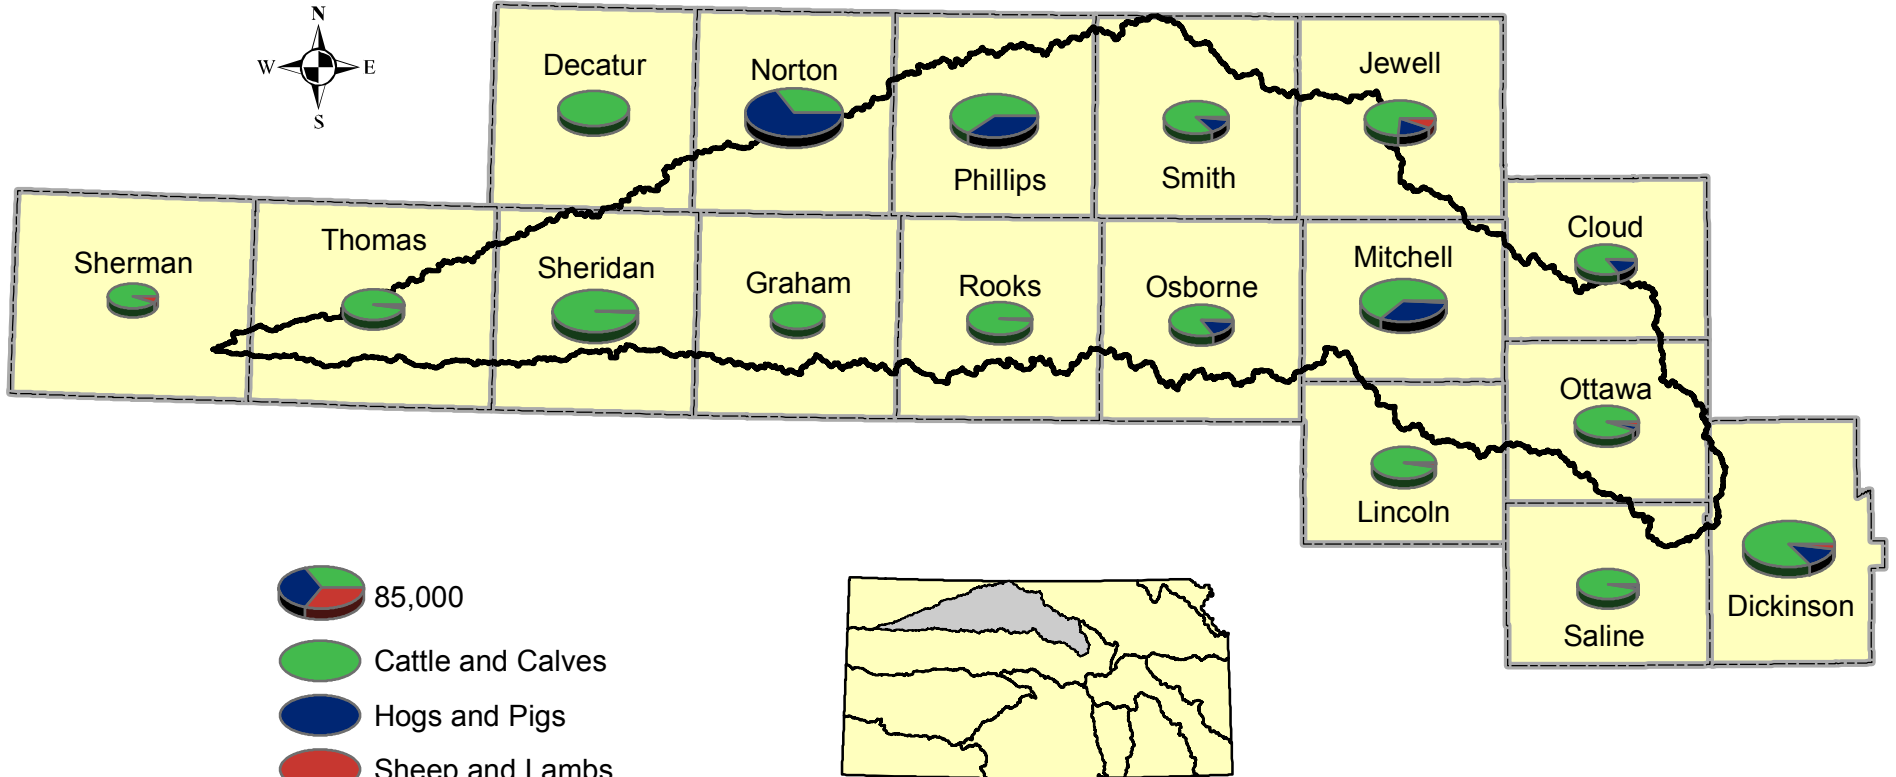 N
W E
S
Decatur
Norton
Phillips
Smith
Jewell
Sherman
Thomas
Sheridan
Graham
Rooks
Osborne
Mitchell
Cloud
Ottawa
Lincoln
Saline
Dickinson
85,000
Cattle and Calves
Hogs and Pigs
Sheep and Lambs